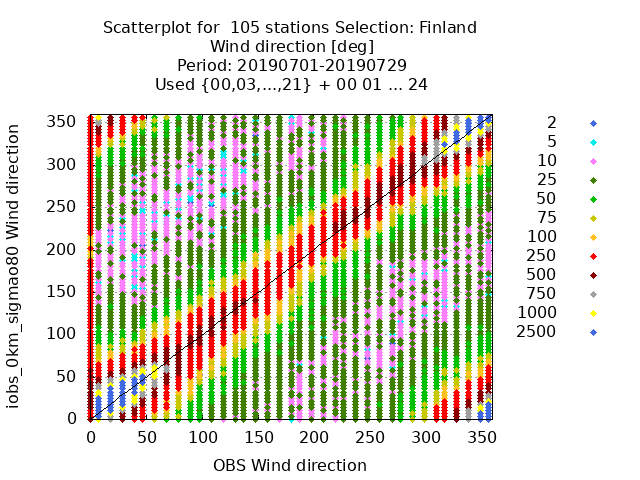 Scatterplot for  105 stations Selection: Finland
Wind direction [deg]
Period: 20190701-20190729
Used {00,03,...,21} + 00 01 ... 24
iobs_0km_sigmao80 Wind direction
350
300
250
200
150
100
50
0
0 50 100 150 200 250 300 350
OBS Wind direction
2
5
10
25
50
75
100
250
500
750
1000
2500